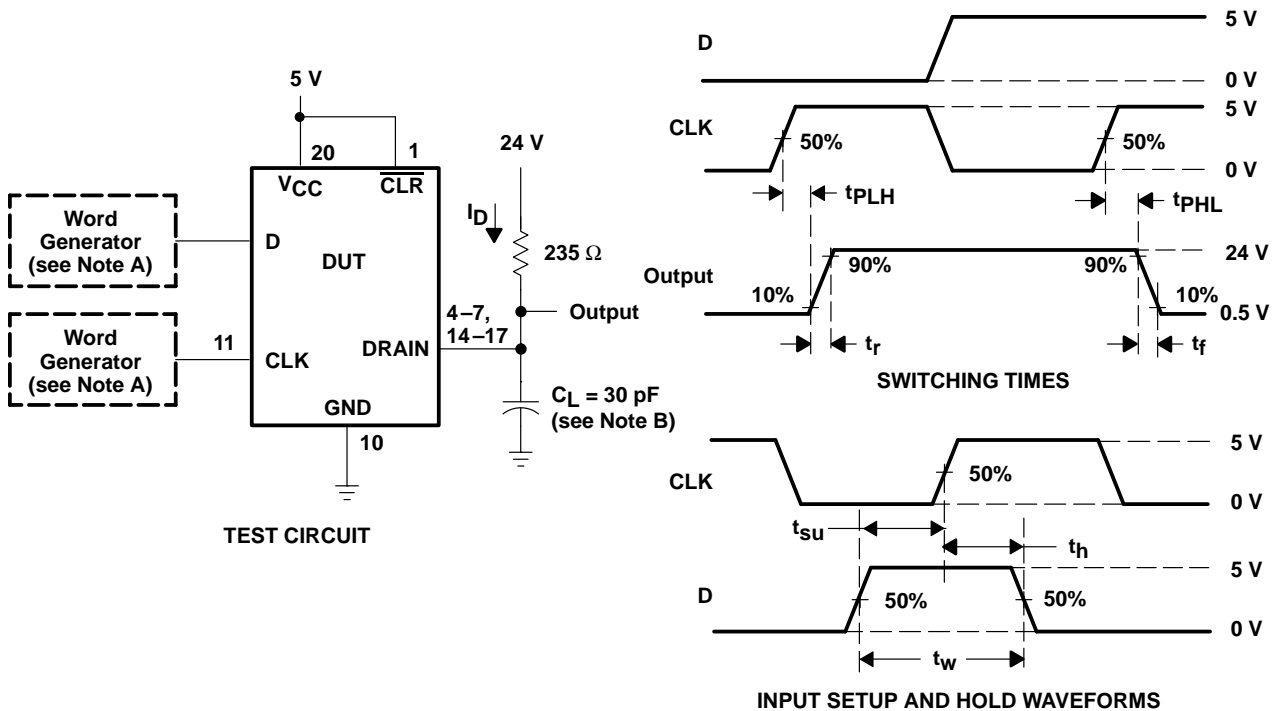 5 V
20
1
VCC
CLR
Word
Generator
(see Note A)
D
DUT
Word
Generator
(see Note A)
11
CLK
DRAIN
GND
10
24 V
ID
235 Ω
4–7,
14–17
Output
CL = 30 pF
(see Note B)
TEST CIRCUIT
D
5 V
0 V
CLK
50%
50%
5 V
0 V
tPLH
tPHL
Output
10%
90%
90%
10%
24 V
0.5 V
tr
tf
SWITCHING TIMES
CLK
50%
5 V
0 V
tsu
th
D
50%
50%
5 V
0 V
tw
INPUT SETUP AND HOLD WAVEFORMS